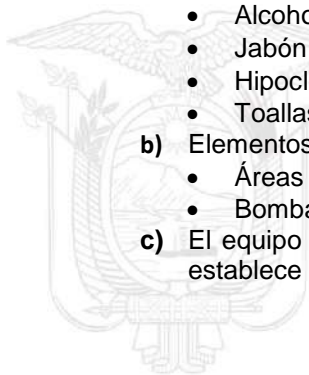 • Alcoho
• Jabón
• Hipocl
• Toallas
b) Elementos
• Áreas
• Bomba
c) El equipo
establece